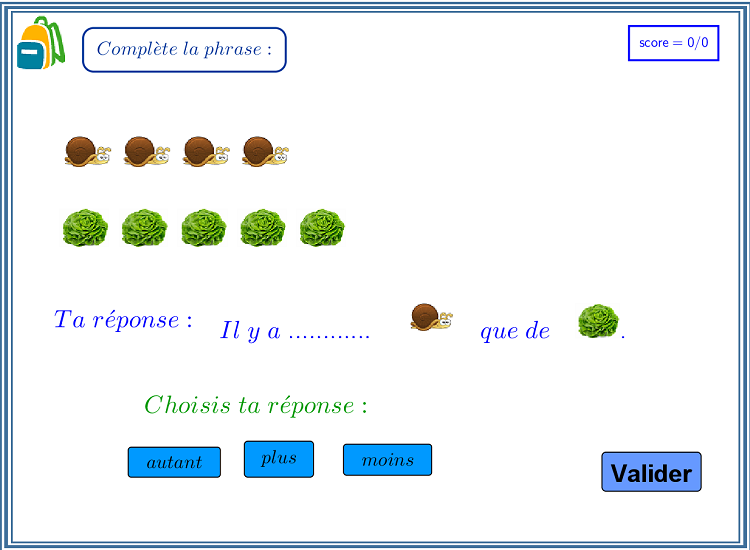 Complète la phrase :
score = 0/0
Ta réponse : Il y a ............ que de .
Choisis ta réponse :
autant plus moins
Valider